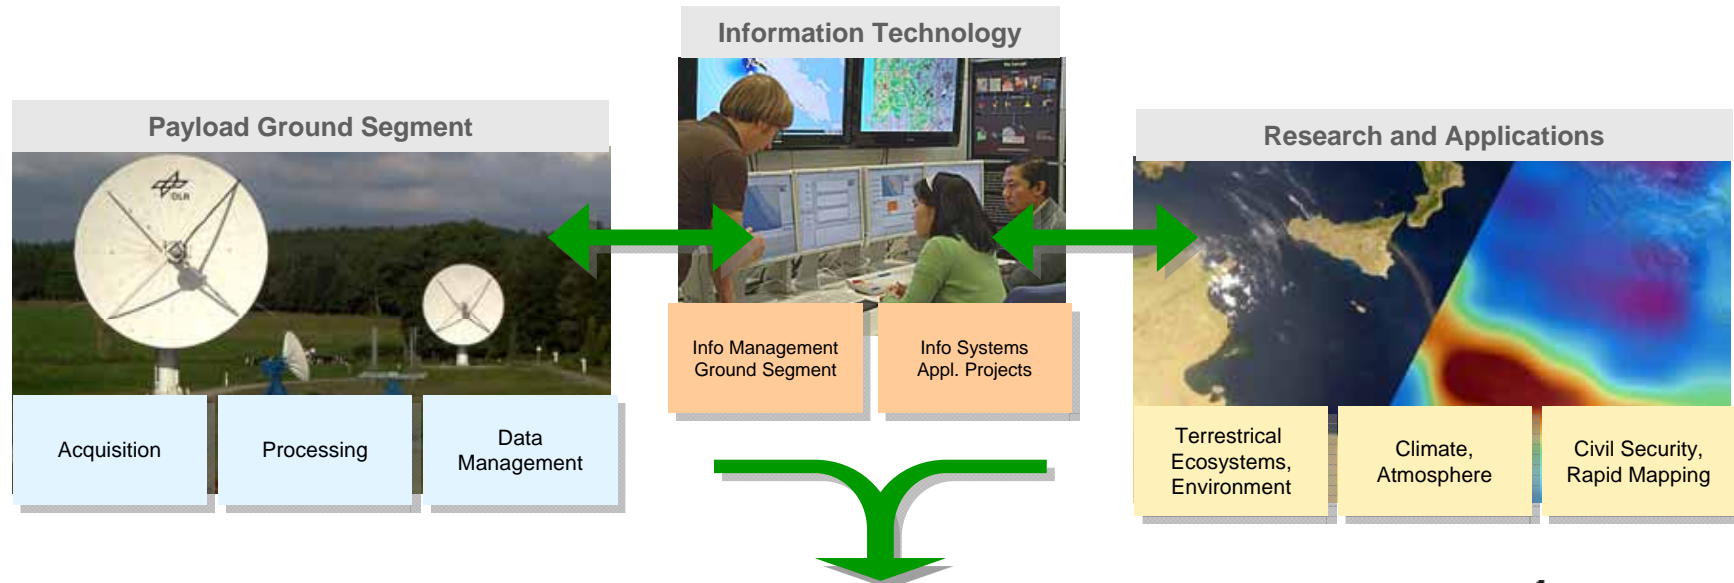 Information Technology
Payload Ground Segment
DLR
Info Management
Ground Segment
Info Systems
Appl. Projects
Research and Applications
Acquisition
Processing
Data
Management
Terrestrical
Ecosystems,
Environment
Climate,
Atmosphere
Civil Security,
Rapid Mapping